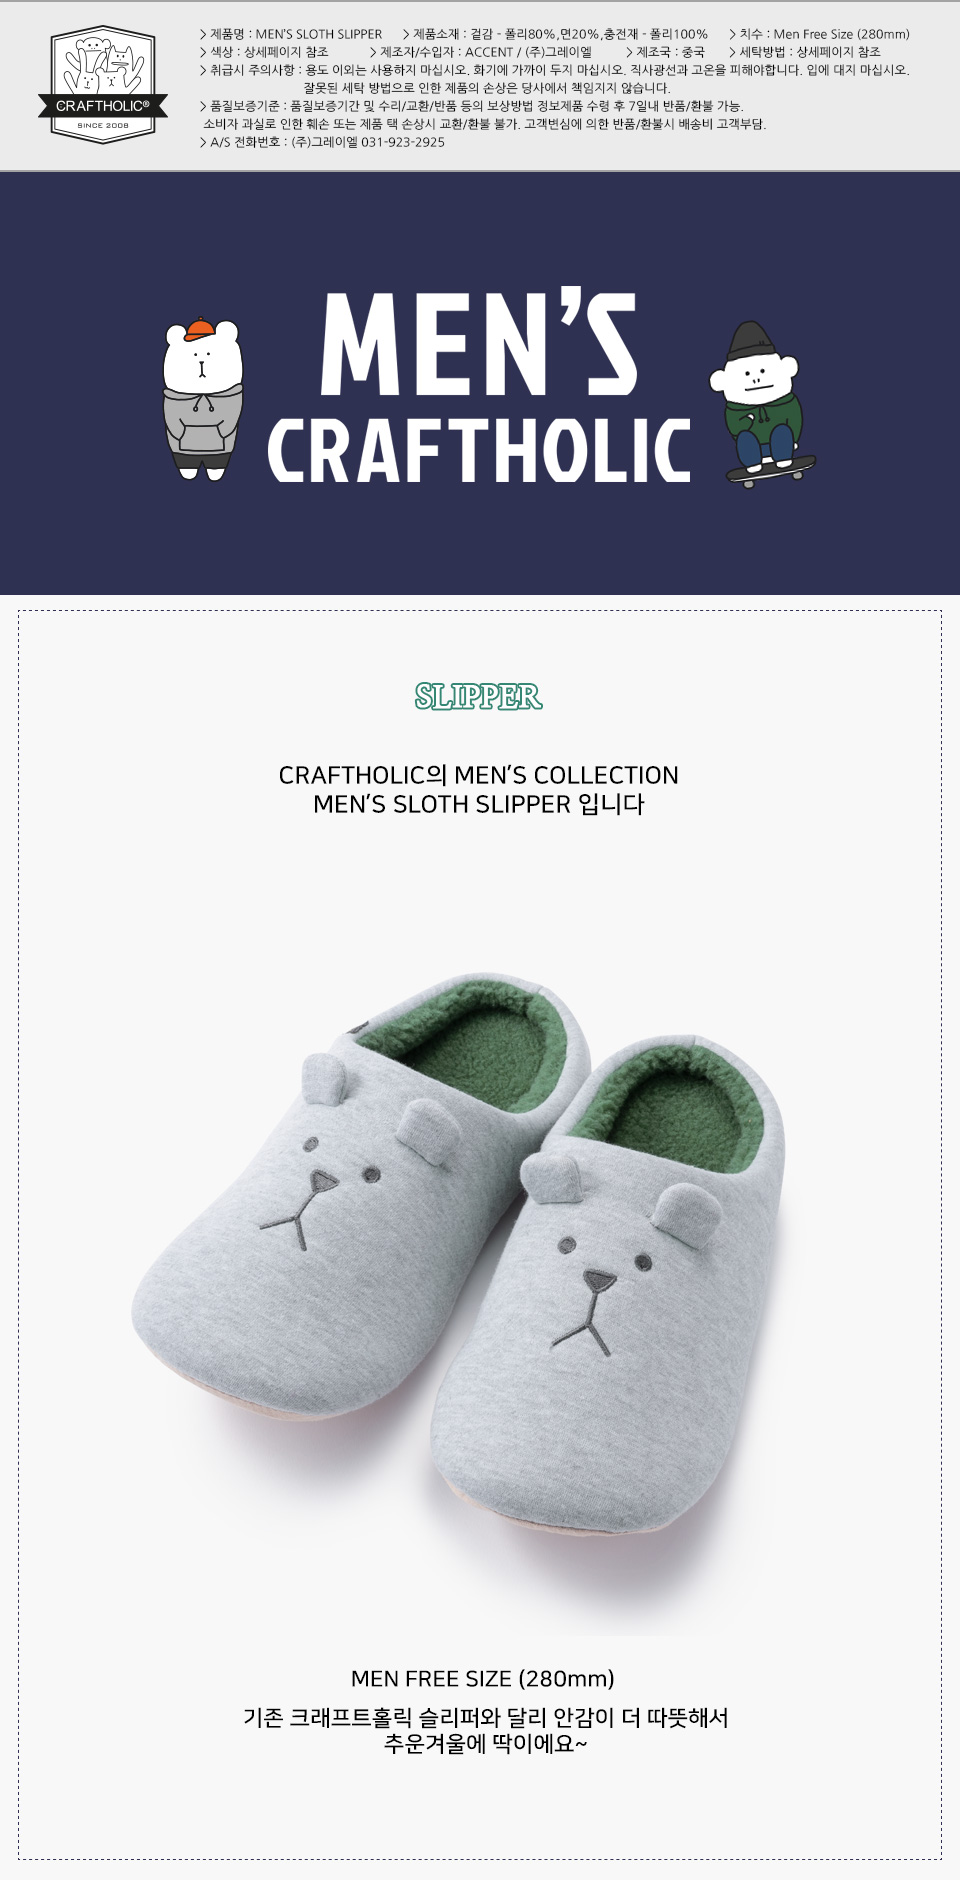 CRAFTHOLIC®
SINCE 2008
> 제품명 : MEN'S SLOTH SLIPPER > 제품소재 : 겉감 - 폴리80%,면20%,충전재 - 폴리100% > 치수 : Men Free Size (280mm)
> 색상 : 상세페이지 참조 > 제조자/수입자 : ACCENT / (주)그레이엘 > 제조국 : 중국 > 세탁방법 : 상세페이지 참조
> 취급시 주의사항 : 용도 이외는 사용하지 마십시오. 화기에 가까이 두지 마십시오. 직사광선과 고온을 피해야합니다. 입에 대지 마십시오.
잘못된 세탁 방법으로 인한 제품의 손상은 당사에서 책임지지 않습니다.
> 품질보증기준 : 품질보증기간 및 수리/교환/반품 등의 보상방법 정보제품 수령 후 7일내 반품/환불 가능.
소비자 과실로 인한 훼손 또는 제품 택 손상시 교환/환불 불가. 고객변심에 의한 반품/환불시 배송비 고객부담.
> A/S 전화번호 : (주)그레이엘 031-923-2925
MEN'S
CRAFTHOLIC
SLIPPER
CRAFTHOLIC의 MEN'S COLLECTION
MEN'S SLOTH SLIPPER 입니다
MEN FREE SIZE (280mm)
기존 크래프트홀릭 슬리퍼와 달리 안감이 더 따뜻해서
추운겨울에 딱이에요~